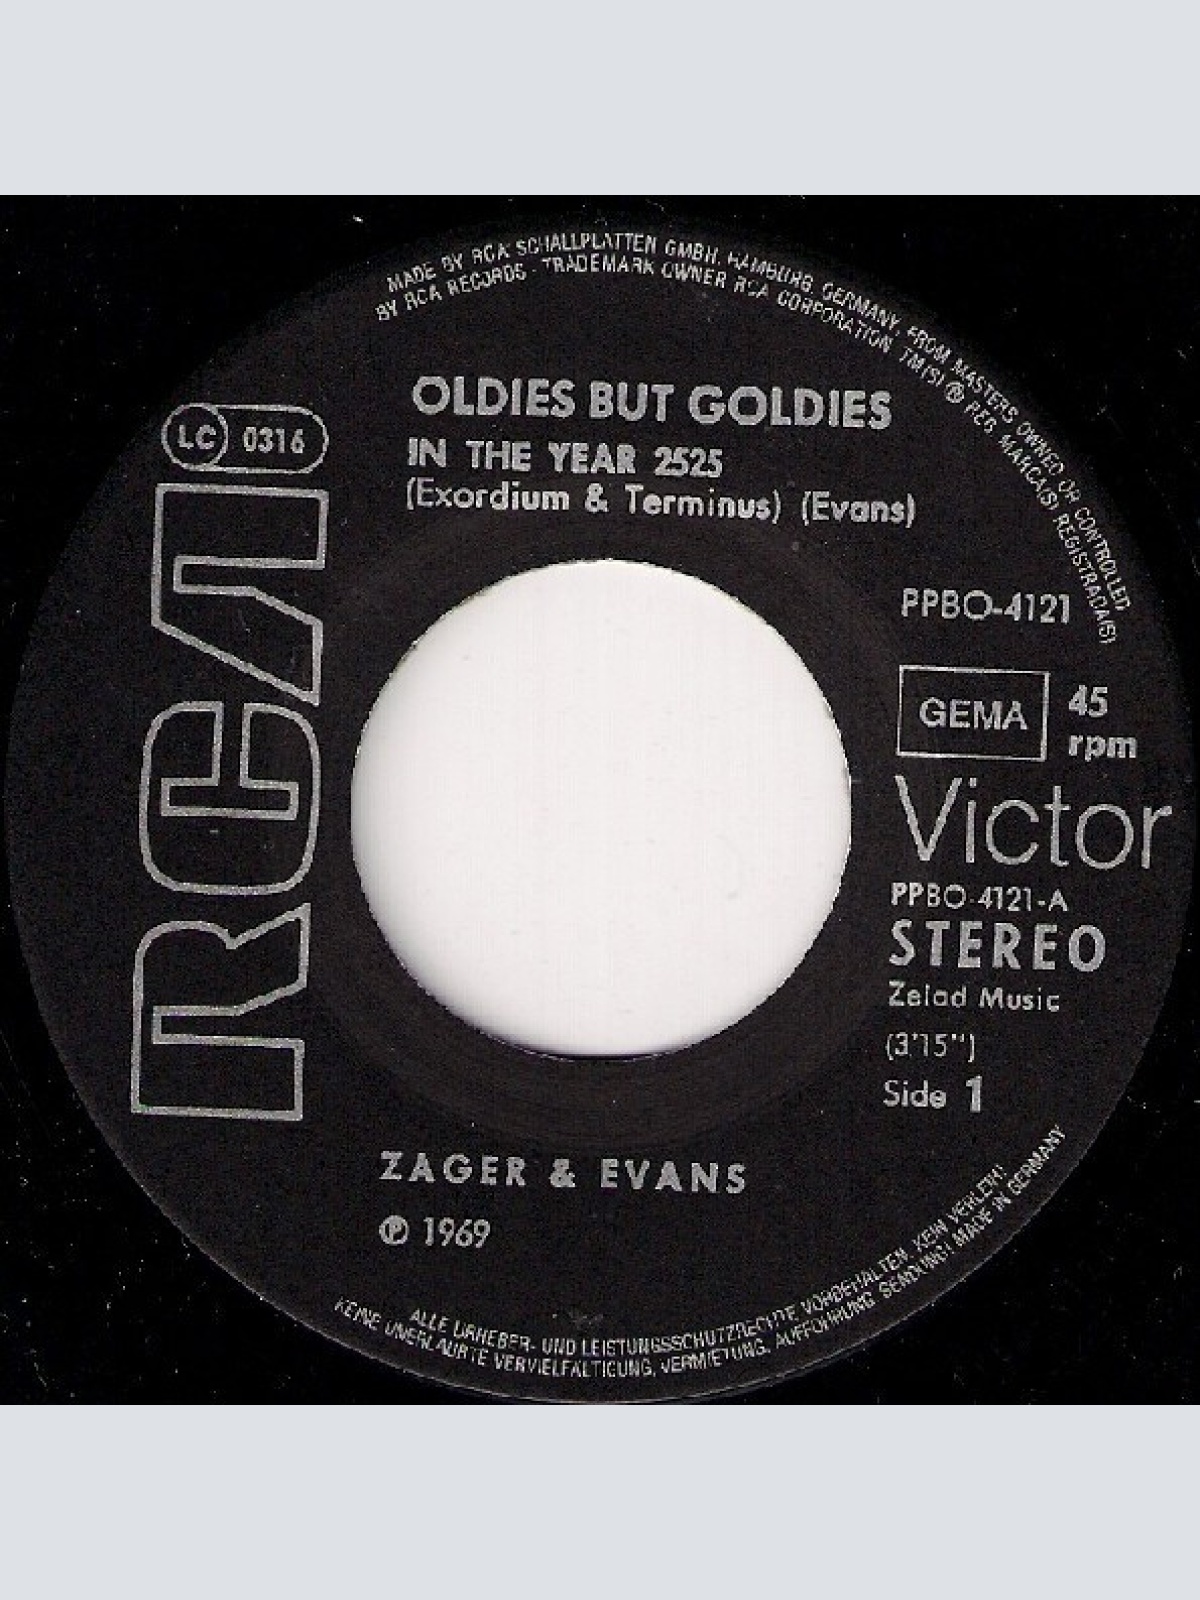 MADE BY RCA SCHALLPLATTEN GMBH, HAMBURG, GERMANY, FROM MASTERS OWNED OR CONTROLLED
BY RCA RECORDS - TRADEMARK OWNER RCA CORPORATION TM(S) ® REG. MARCA(S) REGISTRADA(S)
OLDIES BUT GOLDIES
LC 0316
IN THE YEAR 2525
(Exordium & Terminus) (Evans)
RCA
PPBO-4121
GEMA
45
rpm
Victor
PPBO-4121-A
STEREO
Zelad Music
(3'15")
Side 1
ZAGER & EVANS
℗ 1969
ALLE URHEBER- UND LEISTUNGSSCHUTZRECHTE VORBEHALTEN. KEIN VERLEIH!
KEINE UNERLAUBTE VERVIELFÄLTIGUNG, VERMIETUNG, AUFFÜHRUNG, SENDUNG! MADE IN GERMANY